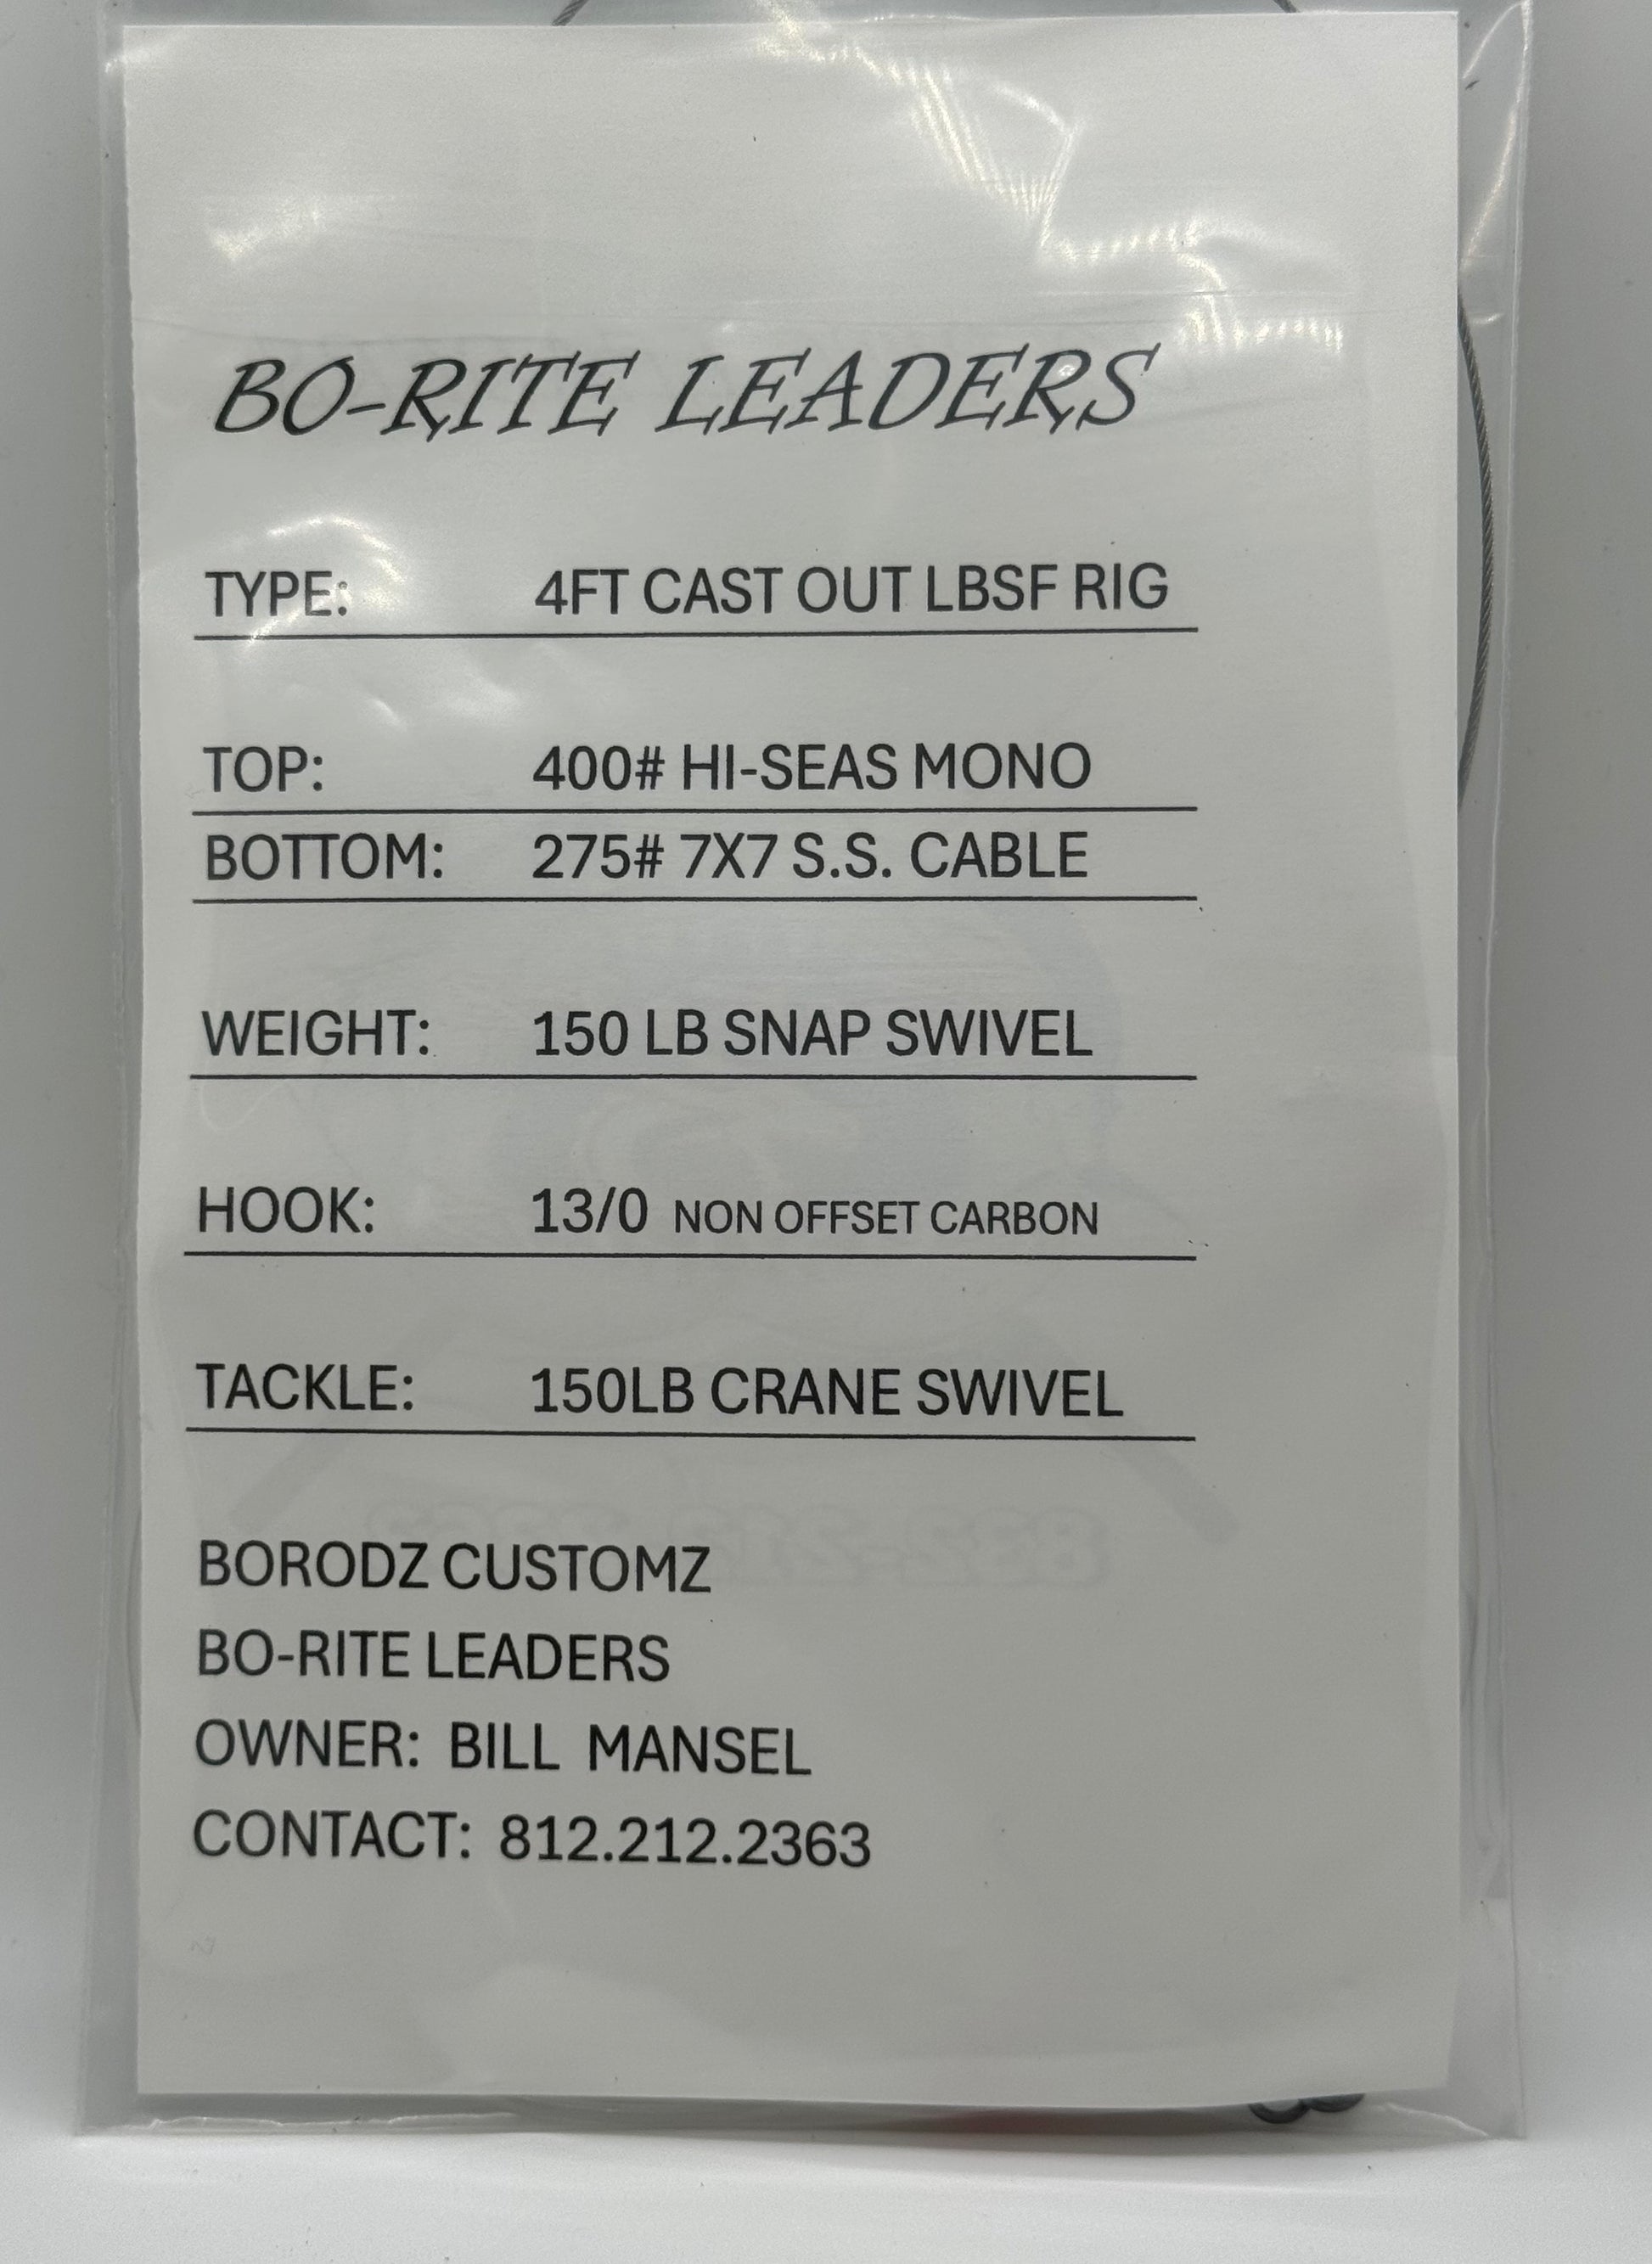 BO-RITE LEADERS
TYPE: 4FT CAST OUT LBSF RIG
TOP: 400# HI-SEAS MONO
BOTTOM: 275# 7X7 S.S. CABLE
WEIGHT: 150 LB SNAP SWIVEL
HOOK: 13/0 NON OFFSET CARBON
TACKLE: 150LB CRANE SWIVEL
BORODZ CUSTOMZ
BO-RITE LEADERS
OWNER: BILL MANSEL
CONTACT: 812.212.2363